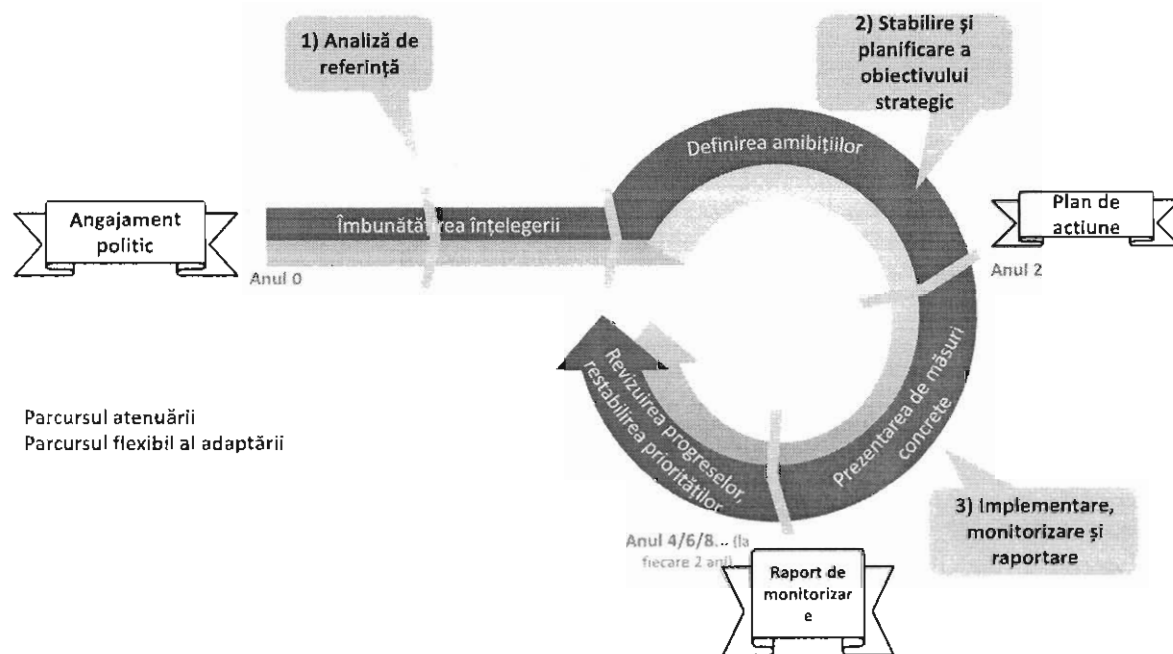 1) Analiză de
referință
2) Stabilire și
planificare a
obiectivului
strategic
Definirea amibițiilor
Angajament
politic
Îmbunătățirea înțelegerii
Anul 0
Plan de
actiune
Anul 2
Revizuirea progreselor,
restabilirea priorităților
Prezentarea de măsuri
concrete
Parcursul atenuării
Parcursul flexibil al adaptării
3) Implementare,
monitorizare și
raportare
Anul 4/6/8... (la
fiecare 2 ani)
Raport de
monitorizar
e